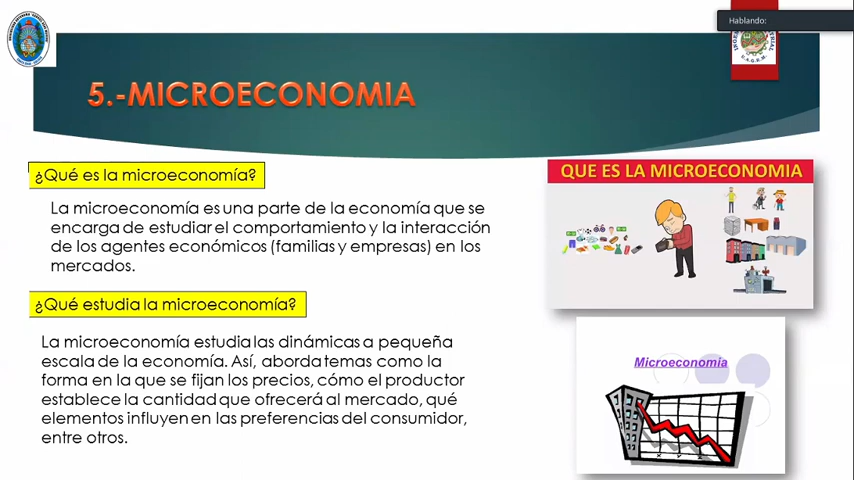 Hablando:
5.-MICROECONOMIA
¿Qué es la microeconomía?
La microeconomía es una parte de la economía que se
encarga de estudiar el comportamiento y la interacción
de los agentes económicos (familias y empresas) en los
mercados.
¿Qué estudia la microeconomía?
La microeconomía estudia las dinámicas a pequeña
escala de la economía. Así, aborda temas como la
forma en la que se fijan los precios, cómo el productor
establece la cantidad que ofrecerá al mercado, qué
elementos influyen en las preferencias del consumidor,
entre otros.
QUE ES LA MICROECONOMIA
Microeconomía
U.A.G.R.M.